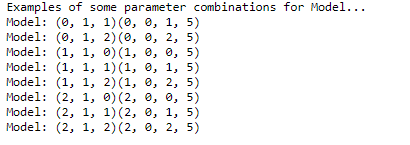 Examples of some parameter combinations for Model...
Model: (0, 1, 1)(0, 0, 1, 5)
Model: (0, 1, 2)(0, 0, 2, 5)
Model: (1, 1, 0)(1, 0, 0, 5)
Model: (1, 1, 1)(1, 0, 1, 5)
Model: (1, 1, 2)(1, 0, 2, 5)
Model: (2, 1, 0)(2, 0, 0, 5)
Model: (2, 1, 1)(2, 0, 1, 5)
Model: (2, 1, 2)(2, 0, 2, 5)